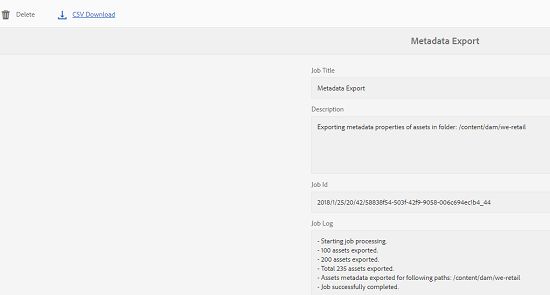 Delete CSV Download
Metadata Export
Job Title
Metadata Export
Description
Exporting metadata properties of assets in folder: /content/dam/we-retail
Job Id
2018/1/25/20/42/58838f54-503f-42f9-9058-006c694ec1b4_44
Job Log
- Starting job processing.
- 100 assets exported.
- 200 assets exported.
- Total 235 assets exported.
- Assets metadata exported for following paths: /content/dam/we-retail
- Job successfully completed.